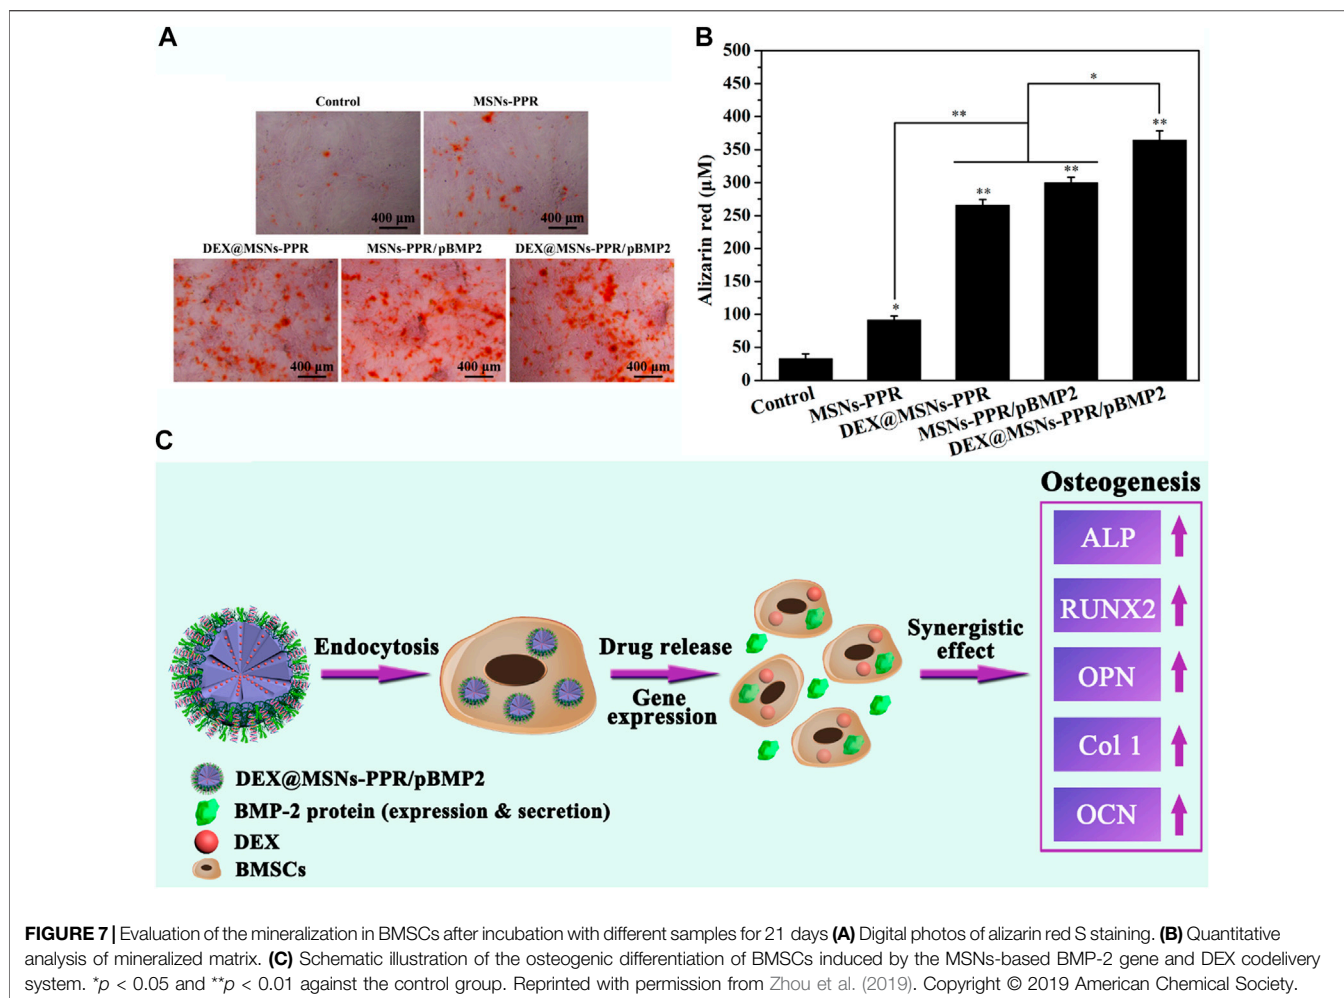 A
Control
MSNs-PPR
400 µm
400 µm
DEX@MSNs-PPR
MSNs-PPR/pBMP2
DEX@MSNs-PPR/pBMP2
400 µm
400 µm
400 µm
B
Alizarin red (µM)
500
450
400
350
300
250
200
150
100
50
0
*
**
**
*
**
**
**
Control
MSNs-PPR
DEX@MSNs-PPR
MSNs-PPR/pBMP2
DEX@MSNs-PPR/pBMP2
C
Endocytosis
Drug release
Gene
expression
Synergistic
effect
Osteogenesis
ALP
RUNX2
OPN
Col 1
OCN
DEX@MSNs-PPR/pBMP2
BMP-2 protein (expression & secretion)
DEX
BMSCs
FIGURE 7 | Evaluation of the mineralization in BMSCs after incubation with different samples for 21 days (A) Digital photos of alizarin red S staining. (B) Quantitative
analysis of mineralized matrix. (C) Schematic illustration of the osteogenic differentiation of BMSCs induced by the MSNs-based BMP-2 gene and DEX codelivery
system. *p < 0.05 and **p < 0.01 against the control group. Reprinted with permission from Zhou et al. (2019). Copyright © 2019 American Chemical Society.